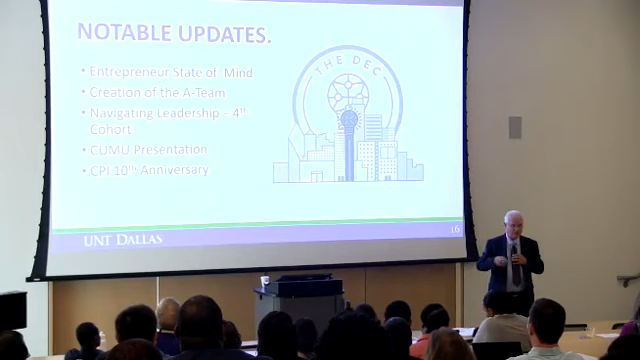 NOTABLE UPDATES.
THE DEC
• Entrepreneur State of Mind
• Creation of the A-Team
• Navigating Leadership – 4th
Cohort
• CUMU Presentation
• CPI 10th Anniversary
UNT DALLAS
16